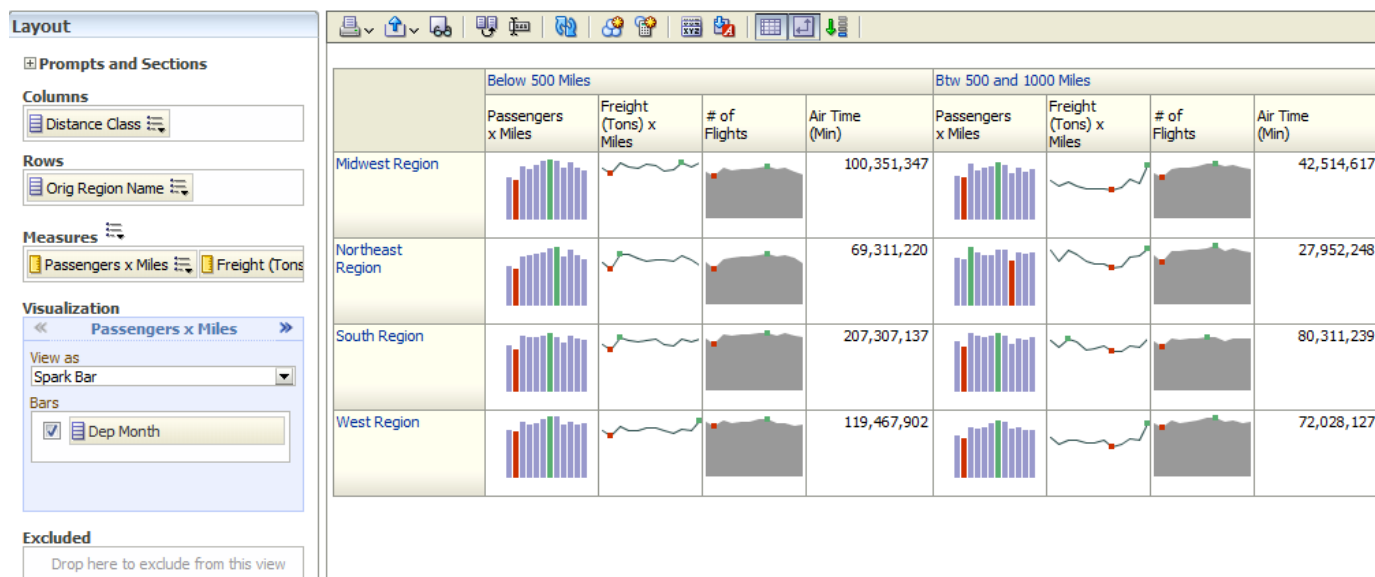 Layout
Prompts and Sections
Columns
Distance Class
Rows
Orig Region Name
Measures
Passengers x Miles Freight (Tons
Visualization
Passengers x Miles
View as
Spark Bar
Bars
Dep Month
Excluded
Drop here to exclude from this view
Below 500 Miles Btw 500 and 1000 Miles
Passengers x Miles Freight (Tons) x Miles # of Flights Air Time (Min) Passengers x Miles Freight (Tons) x Miles # of Flights Air Time (Min)
Midwest Region 100,351,347 42,514,617
Northeast Region 69,311,220 27,952,248
South Region 207,307,137 80,311,239
West Region 119,467,902 72,028,127